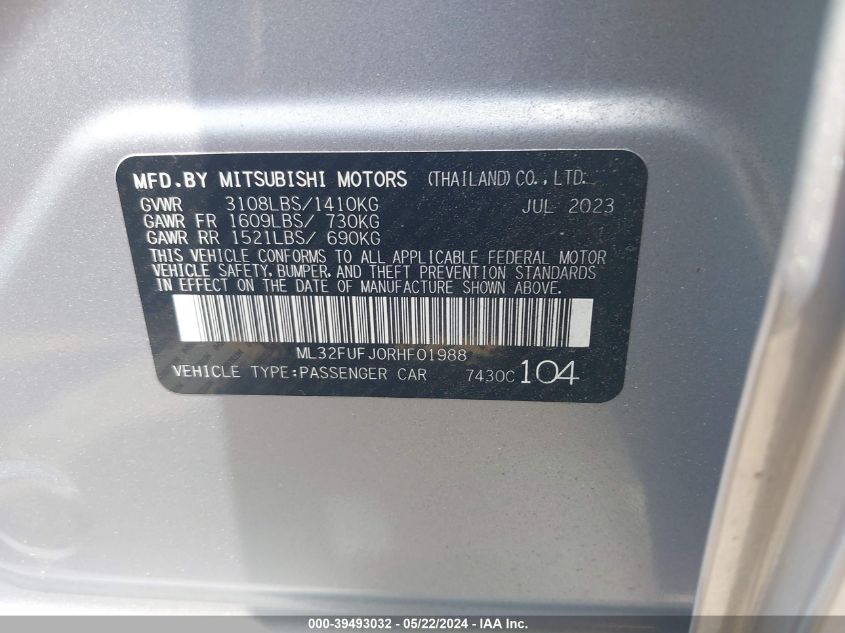 MFD.BY MITSUBISHI MOTORS (THAILAND)CO.,LTD.
GVWR 3108LBS/1410KG JUL 2023
GAWR FR 1609LBS/ 730KG
GAWR RR 1521LBS/ 690KG
THIS VEHICLE CONFORMS TO ALL APPLICABLE FEDERAL MOTOR
VEHICLE SAFETY, BUMPER, AND THEFT PREVENTION STANDARDS
IN EFFECT ON THE DATE OF MANUFACTURE SHOWN ABOVE.
ML32FUFJ0RHF01988
VEHICLE TYPE:PASSENGER CAR 7430C 104
000-39493032 - 05/22/2024 - IAA Inc.